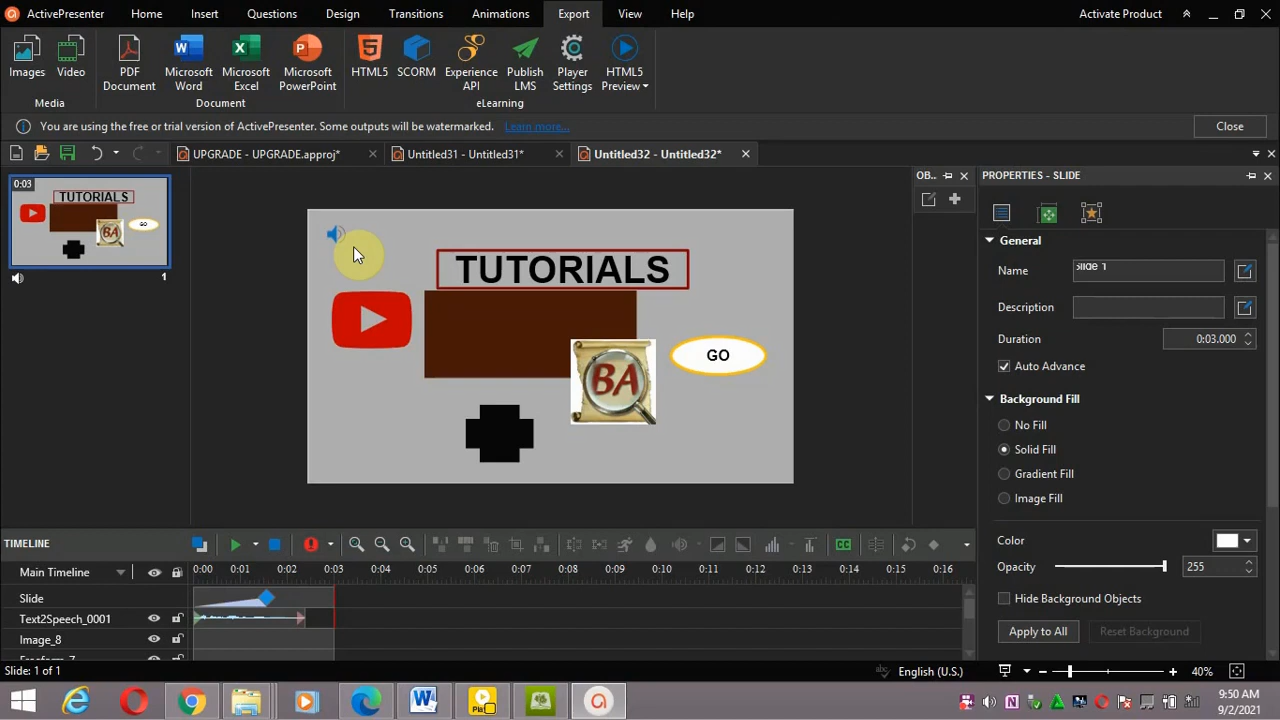 ActivePresenter Home Insert Questions Design Transitions Animations Export View Help Activate Product
Images Video PDF Document Microsoft Word Microsoft Excel Microsoft PowerPoint HTML5 SCORM Experience API Publish LMS Player Settings HTML5 Preview
Media Document eLearning
You are using the free or trial version of ActivePresenter. Some outputs will be watermarked. Learn more... Close
UPGRADE - UPGRADE.approj* Untitled31 - Untitled31* Untitled32 - Untitled32*
0:03
TUTORIALS
GO
BA
1
TUTORIALS
GO
BA
OB...
PROPERTIES - SLIDE
General
Name Slide 1
Description
Duration 0:03.000
Auto Advance
Background Fill
No Fill
Solid Fill
Gradient Fill
Image Fill
Color
Opacity 255
Hide Background Objects
Apply to All Reset Background
TIMELINE CC
Main Timeline 0:00 0:01 0:02 0:03 0:04 0:05 0:06 0:07 0:08 0:09 0:10 0:11 0:12 0:13 0:14 0:15 0:16
Slide
Text2Speech_0001
Image_8
Freeform_7
Slide: 1 of 1 English (U.S.) 40%
9:50 AM
9/2/2021